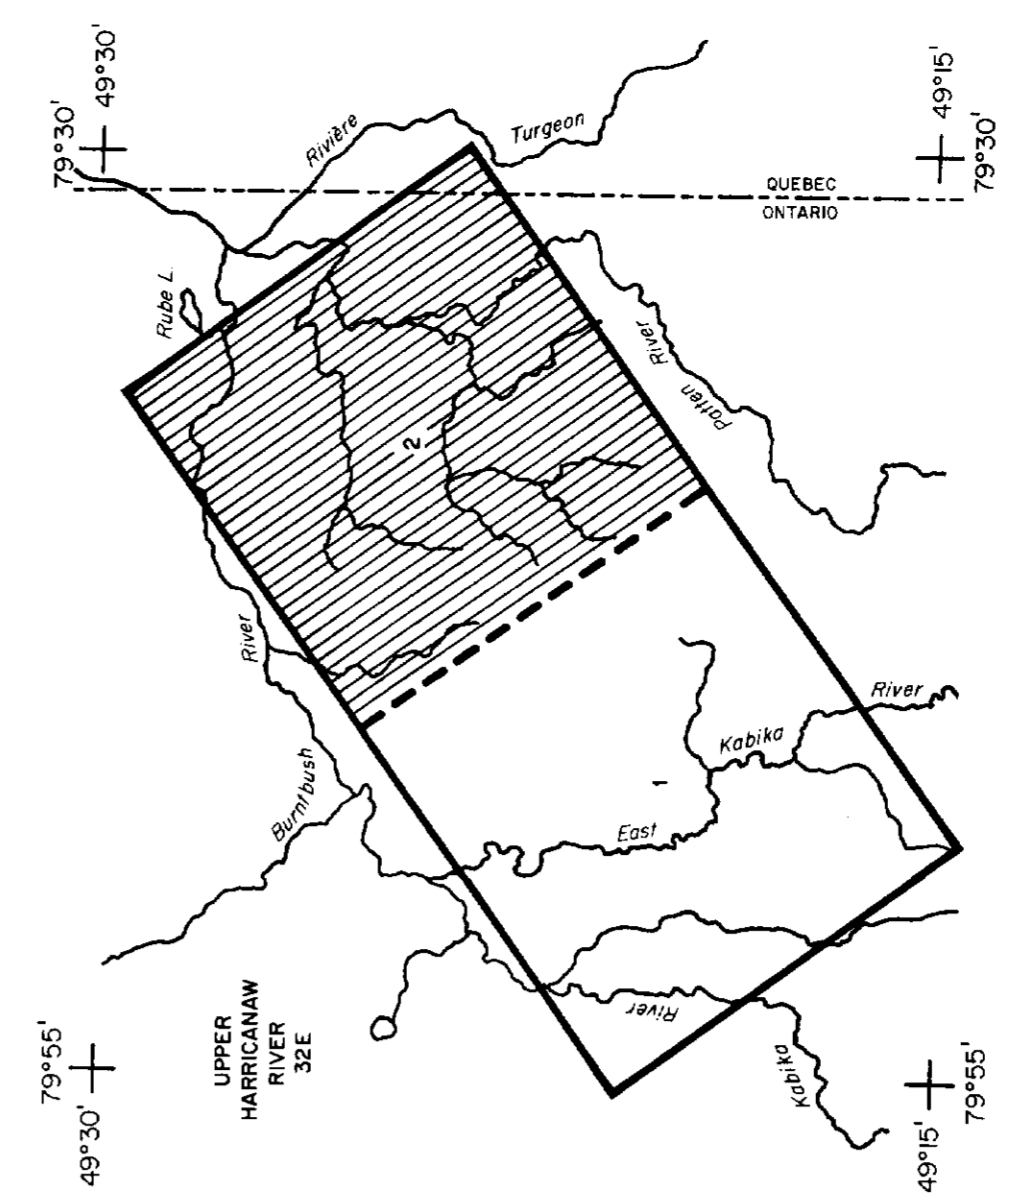 79°30'
49°30'
Rivière
Turgeon
49°15'
79°30'
QUEBEC
ONTARIO
Rube L.
River
Patten
2
River
River
Burntbush
Kabika
1
East
UPPER
HARRICANAW
RIVER
32E
River
Kabika
79°55'
49°30'
49°15'
79°55'